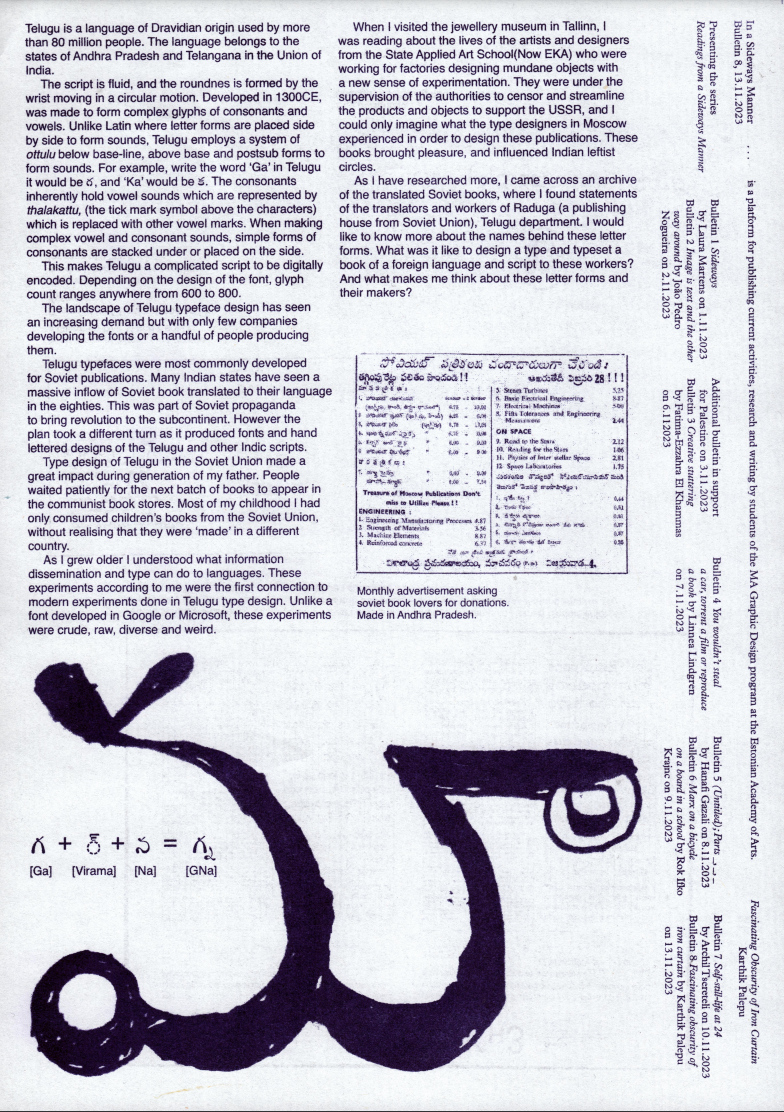 Telugu is a language of Dravidian origin used by more
than 80 million people. The language belongs to the
states of Andhra Pradesh and Telangana in the Union of
India.
The script is fluid, and the roundnes is formed by the
wrist moving in a circular motion. Developed in 1300CE,
was made to form complex glyphs of consonants and
vowels. Unlike Latin where letter forms are placed side
by side to form sounds, Telugu employs a system of
ottulu below base-line, above base and postsub forms to
form sounds. For example, write the word 'Ga' in Telugu
it would be
and 'Ka' would be
The consonants
inherently hold vowel sounds which are represented by
thalakattu, (the tick mark symbol above the characters)
which is replaced with other vowel marks. When making
complex vowel and consonant sounds, simple forms of
consonants are stacked under or placed on the side.
This makes Telugu a complicated script to be digitally
encoded. Depending on the design of the font, glyph
count ranges anywhere from 600 to 800.
The landscape of Telugu typeface design has seen
an increasing demand but with only few companies
developing the fonts or a handful of people producing
them.
Telugu typefaces were most commonly developed
for Soviet publications. Many Indian states have seen a
massive inflow of Soviet book translated to their language
in the eighties. This was part of Soviet propaganda
to bring revolution to the subcontinent. However the
plan took a different turn as it produced fonts and hand
lettered designs of the Telugu and other Indic scripts.
Type design of Telugu in the Soviet Union made a
great impact during generation of my father. People
waited patiently for the next batch of books to appear in
the communist book stores. Most of my childhood I had
only consumed children's books from the Soviet Union,
without realising that they were 'made' in a different
country.
As I grew older I understood what information
dissemination and type can do to languages. These
experiments according to me were the first connection to
modern experiments done in Telugu type design. Unlike a
font developed in Google or Microsoft, these experiments
were crude, raw, diverse and weird.
When I visited the jewellery museum in Tallinn, I
was reading about the lives of the artists and designers
from the State Applied Art School(Now EKA) who were
working for factories designing mundane objects with
a new sense of experimentation. They were under the
supervision of the authorities to censor and streamline
the products and objects to support the USSR, and I
could only imagine what the type designers in Moscow
experienced in order to design these publications. These
books brought pleasure, and influenced Indian leftist
circles.
As I have researched more, I came across an archive
of the translated Soviet books, where I found statements
of the translators and workers of Raduga (a publishing
house from Soviet Union), Telugu department. I would
like to know more about the names behind these letter
forms. What was it like to design a type and typeset a
book of a foreign language and script to these workers?
And what makes me think about these letter forms and
their makers?
సోవియట్ పత్రికలకు చందాదారులుగా చేరండి!
Treasure of Moscow Publications Don't
miss to Utilize Please !!
ENGINEERING :
1. Engineering Manufacturing Processes 4.87
2. Strength of Materials 3.56
3. Machine Elements 8.87
4. Reinforced concrete 6.37
5. Steam Turbines 5.25
6. Basic Electrical Engineering 8.87
7. Electrical Machines 5.00
8. Fits Tolerances and Engineering
Measurement 2.44
ON SPACE
9. Road to the Stars 2.12
10. Reading for the Stars 1.06
11. Physics of Inter steller Space 2.81
12 Space Laboratories 1.75
Monthly advertisement asking
soviet book lovers for donations.
Made in Andhra Pradesh.
గ + ్ + న = గ్న
[Ga] [Virama] [Na] [GNa]
In a Sideways Manner ... is a platform for publishing current activities, research and writing by students of the MA Graphic Design program at the Estonian Academy of Arts.
Bulletin 8, 13.11.2023
Fascinating Obscurity of Iron Curtain
Karthik Palepu
Presenting the series
Readings from a Sideways Manner
Bulletin 1 Sideways
by Laura Martens on 1.11.2023
Bulletin 2 Image is text and the other
way around by João Pedro
Nogueira on 2.11.2023
Additional bulletin in support
for Palestine on 3.11.2023
Bulletin 3 Creative stuttering
by Fatima-Ezzahra El Khammas
on 6.112023
Bulletin 4 You wouldn't steal
a car, torrent a film or reproduce
a book by Linnea Lindgren
on 7.11.2023
Bulletin 5 (Untitled); Parts
by Hanafi Gazali on 8.11.2023
Bulletin 6 Marx on a bicycle
on a board in a school by Rok Ifko
Krajnc on 9.11.2023
Bulletin 7 Self-still-life at 24
by Archil Tsereteli on 10.11.2023
Bulletin 8 Fascinating obscurity of
iron curtain by Karthik Palepu
on 13.11.2023